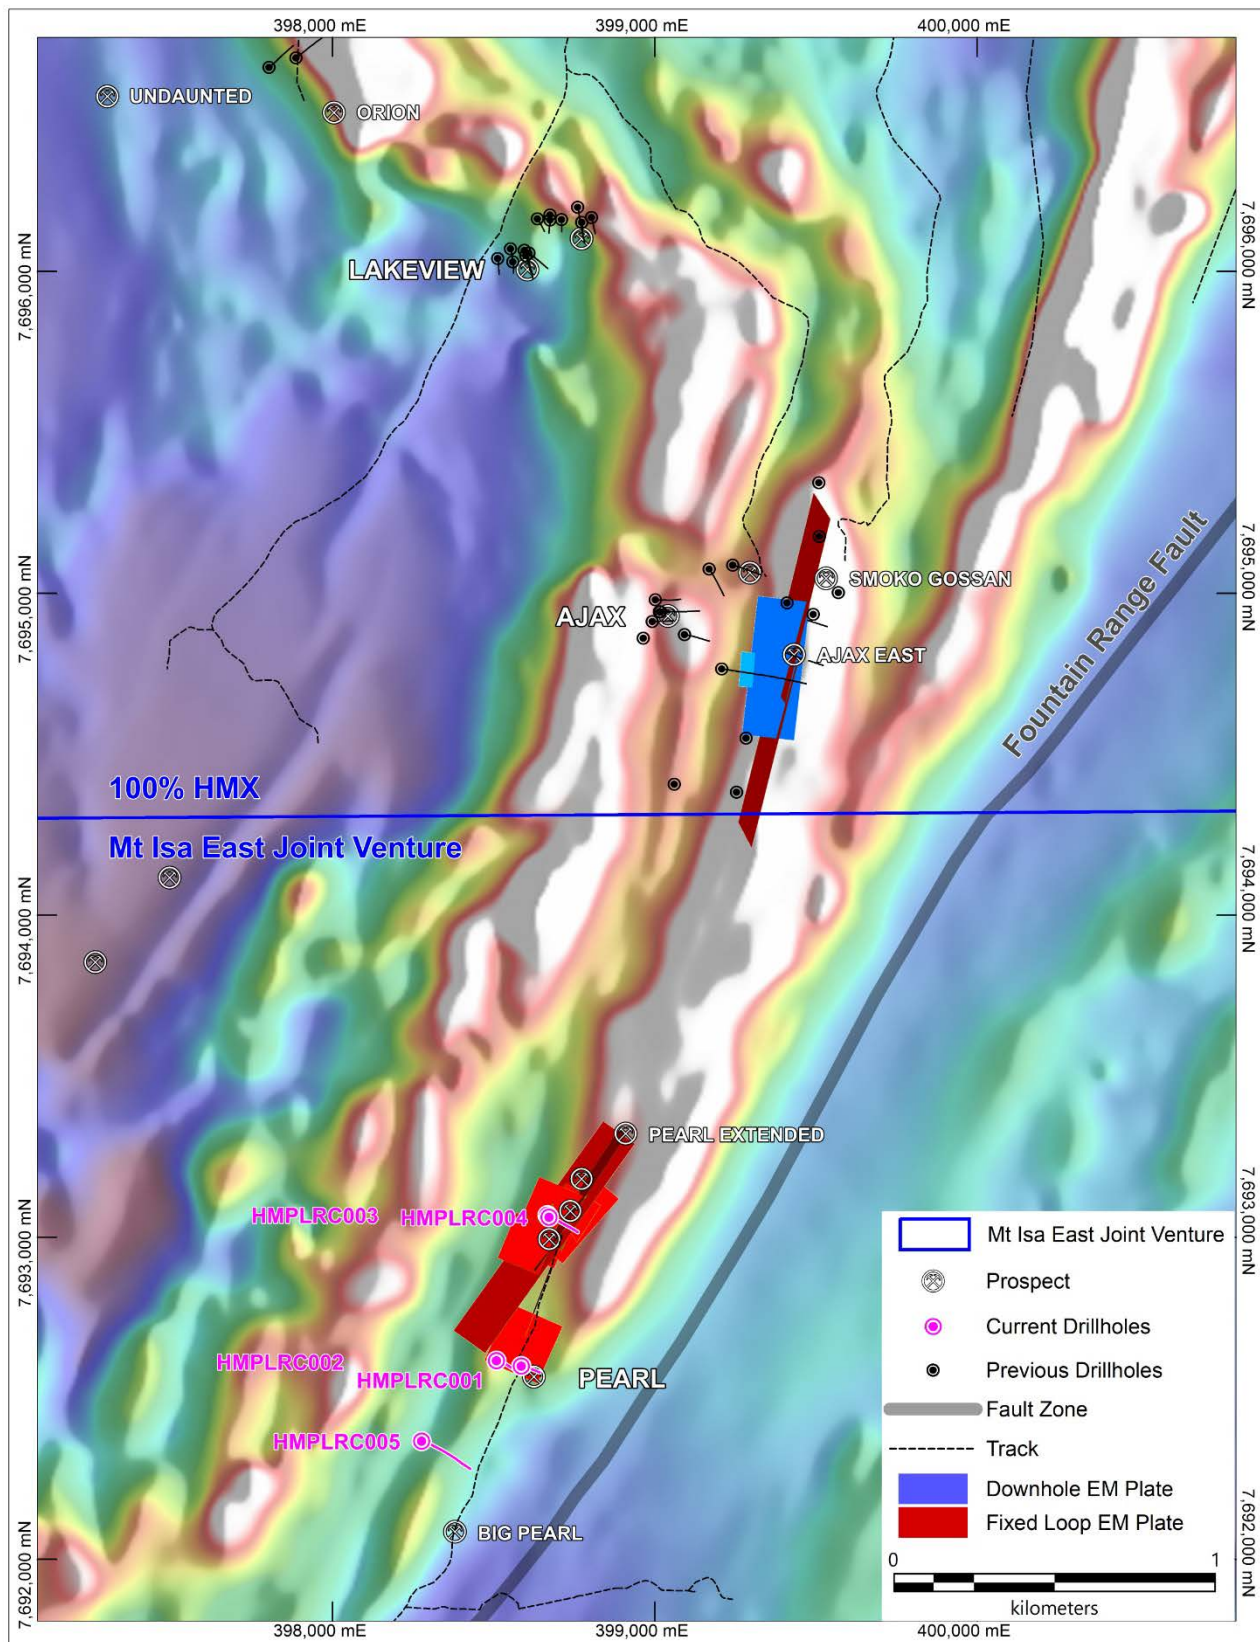 398,000 mE
399,000 mE
400,000 mE
UNDAUNTED
ORION
7,696,000 mN
7,696,000 mN
LAKEVIEW
7,695,000 mN
7,695,000 mN
SMOKO GOSSAN
AJAX
AJAX EAST
Fountain Range Fault
100% HMX
Mt Isa East Joint Venture
7,694,000 mN
7,694,000 mN
PEARL EXTENDED
HMPLRC003
HMPLRC004
7,693,000 mN
7,693,000 mN
HMPLRC002
HMPLRC001
PEARL
HMPLRC005
BIG PEARL
7,692,000 mN
7,692,000 mN
Mt Isa East Joint Venture
Prospect
Current Drillholes
Previous Drillholes
Fault Zone
Track
Downhole EM Plate
Fixed Loop EM Plate
0
1
kilometers
398,000 mE
399,000 mE
400,000 mE